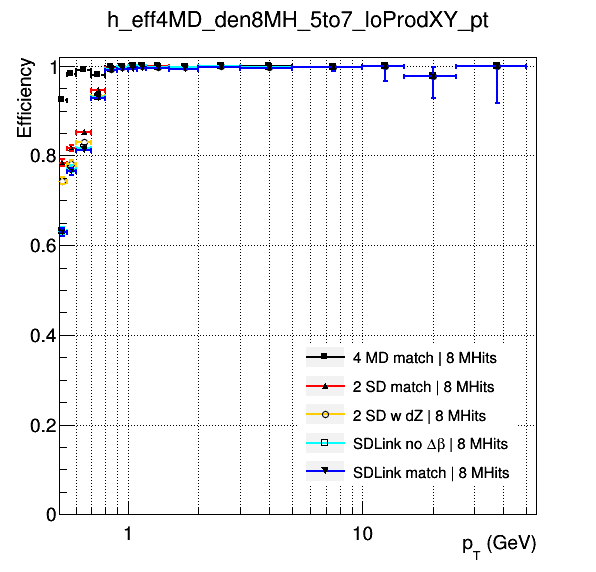 h_eff4MD_den8MH_5to7_loProdXY_pt
Efficiency
1
0.8
0.6
0.4
0.2
0
4 MD match | 8 MHits
2 SD match | 8 MHits
2 SD w dZ | 8 MHits
SDLink no Δβ | 8 MHits
SDLink match | 8 MHits
1 10
p_T (GeV)